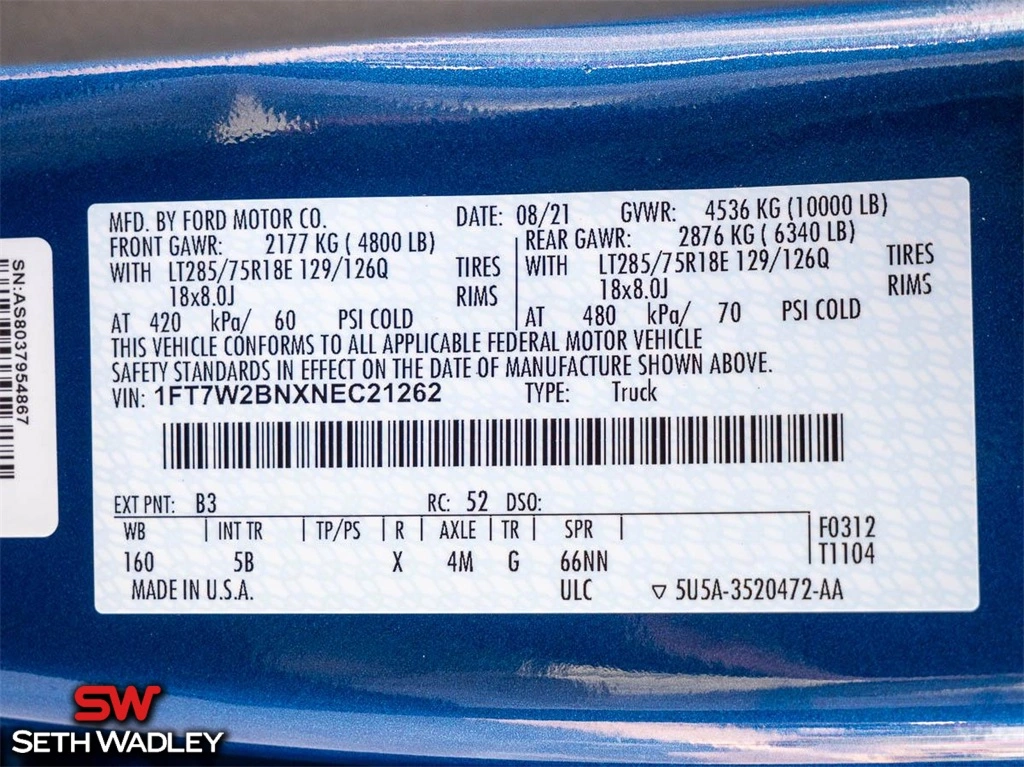 MFD. BY FORD MOTOR CO. DATE: 08/21 GVWR: 4536 KG (10000 LB)
FRONT GAWR: 2177 KG ( 4800 LB) REAR GAWR: 2876 KG ( 6340 LB)
WITH LT285/75R18E 129/126Q TIRES WITH LT285/75R18E 129/126Q TIRES
18x8.0J RIMS 18x8.0J RIMS
AT 420 kPa/ 60 PSI COLD AT 480 kPa/ 70 PSI COLD
THIS VEHICLE CONFORMS TO ALL APPLICABLE FEDERAL MOTOR VEHICLE
SAFETY STANDARDS IN EFFECT ON THE DATE OF MANUFACTURE SHOWN ABOVE.
VIN: 1FT7W2BNXNEC21262 TYPE: Truck
EXT PNT: B3 RC: 52 DSO:
WB INT TR TP/PS R AXLE TR SPR F0312
160 5B X 4M G 66NN T1104
MADE IN U.S.A. ULC ▽ 5U5A-3520472-AA
SN:AS8037954867
SW
SETH WADLEY